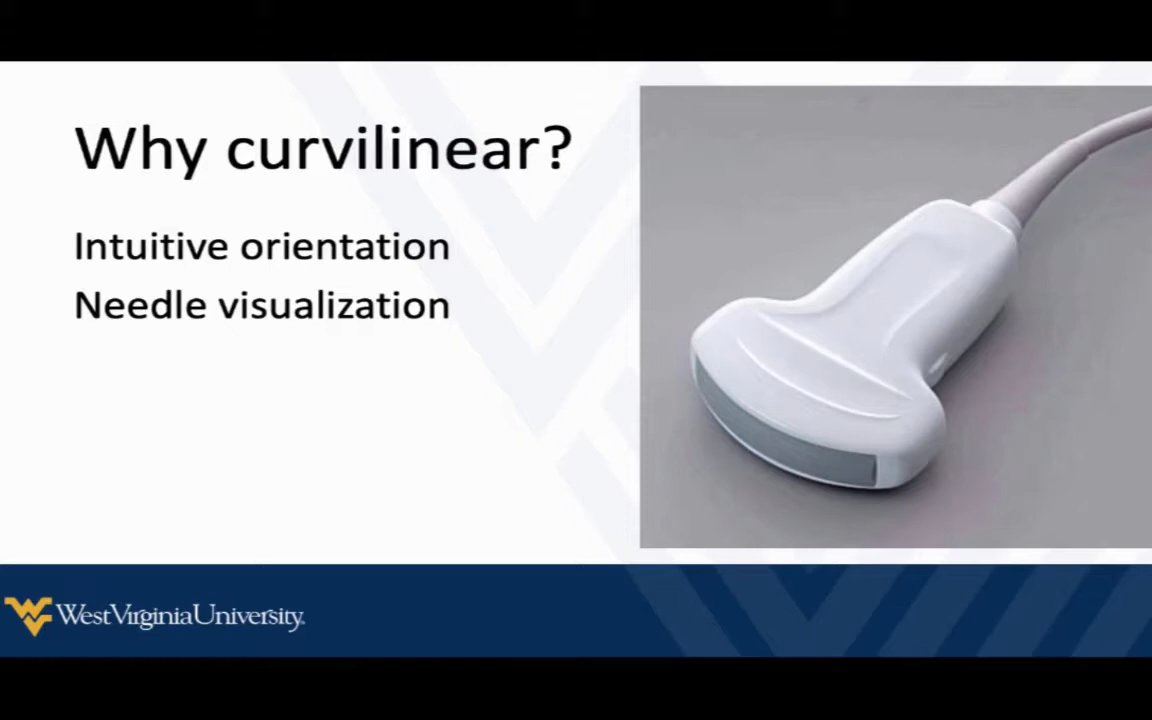 Why curvilinear?
Intuitive orientation
Needle visualization
WestVirginiaUniversity.